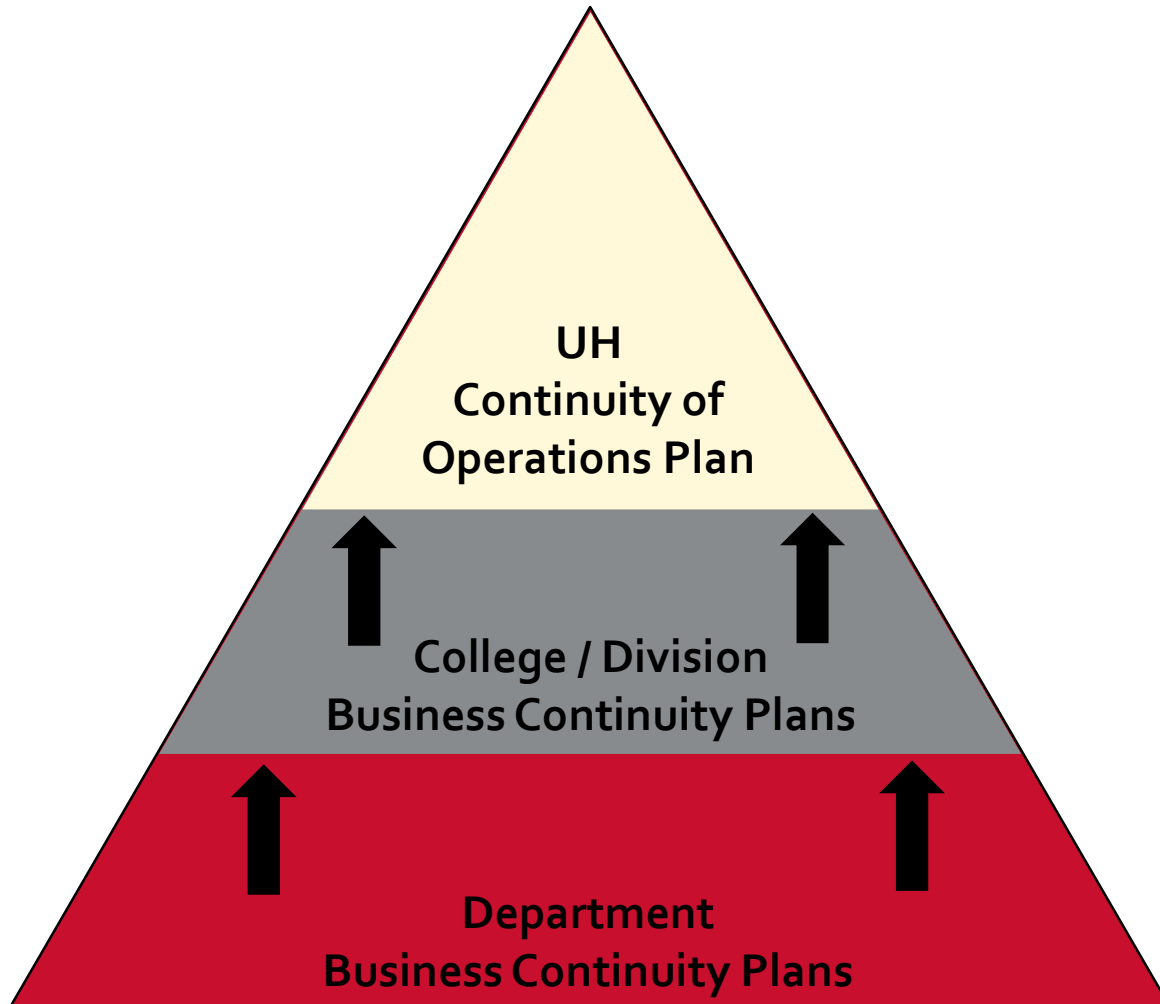 UH
Continuity of
Operations Plan
College / Division
Business Continuity Plans
Department
Business Continuity Plans